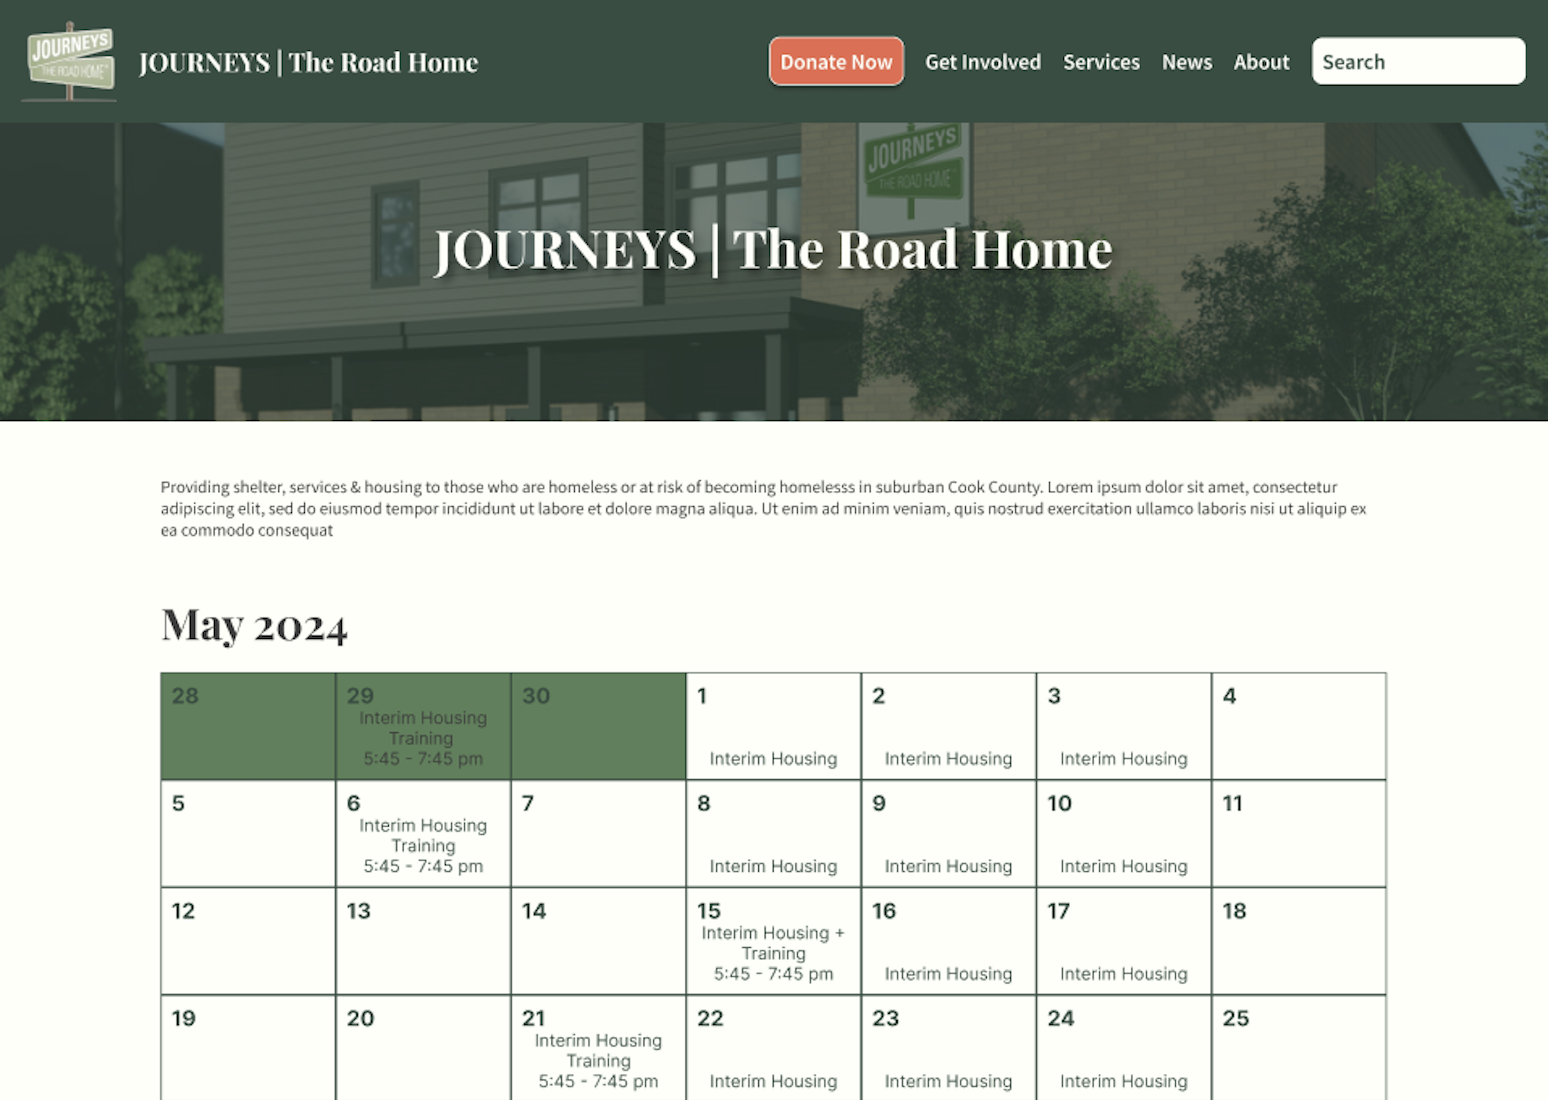 JOURNEYS
THE ROAD HOME
JOURNEYS | The Road Home
Donate Now
Get Involved
Services
News
About
Search
JOURNEYS
THE ROAD HOME
JOURNEYS | The Road Home
Providing shelter, services & housing to those who are homeless or at risk of becoming homelesss in suburban Cook County. Lorem ipsum dolor sit amet, consectetur
adipiscing elit, sed do eiusmod tempor incididunt ut labore et dolore magna aliqua. Ut enim ad minim veniam, quis nostrud exercitation ullamco laboris nisi ut aliquip ex
ea commodo consequat
May 2024
28
29
Interim Housing
Training
5:45 - 7:45 pm
30
1
Interim Housing
2
Interim Housing
3
Interim Housing
4
5
6
Interim Housing
Training
5:45 - 7:45 pm
7
8
Interim Housing
9
Interim Housing
10
Interim Housing
11
12
13
14
15
Interim Housing +
Training
5:45 - 7:45 pm
16
Interim Housing
17
Interim Housing
18
19
20
21
Interim Housing
Training
5:45 - 7:45 pm
22
Interim Housing
23
Interim Housing
24
Interim Housing
25